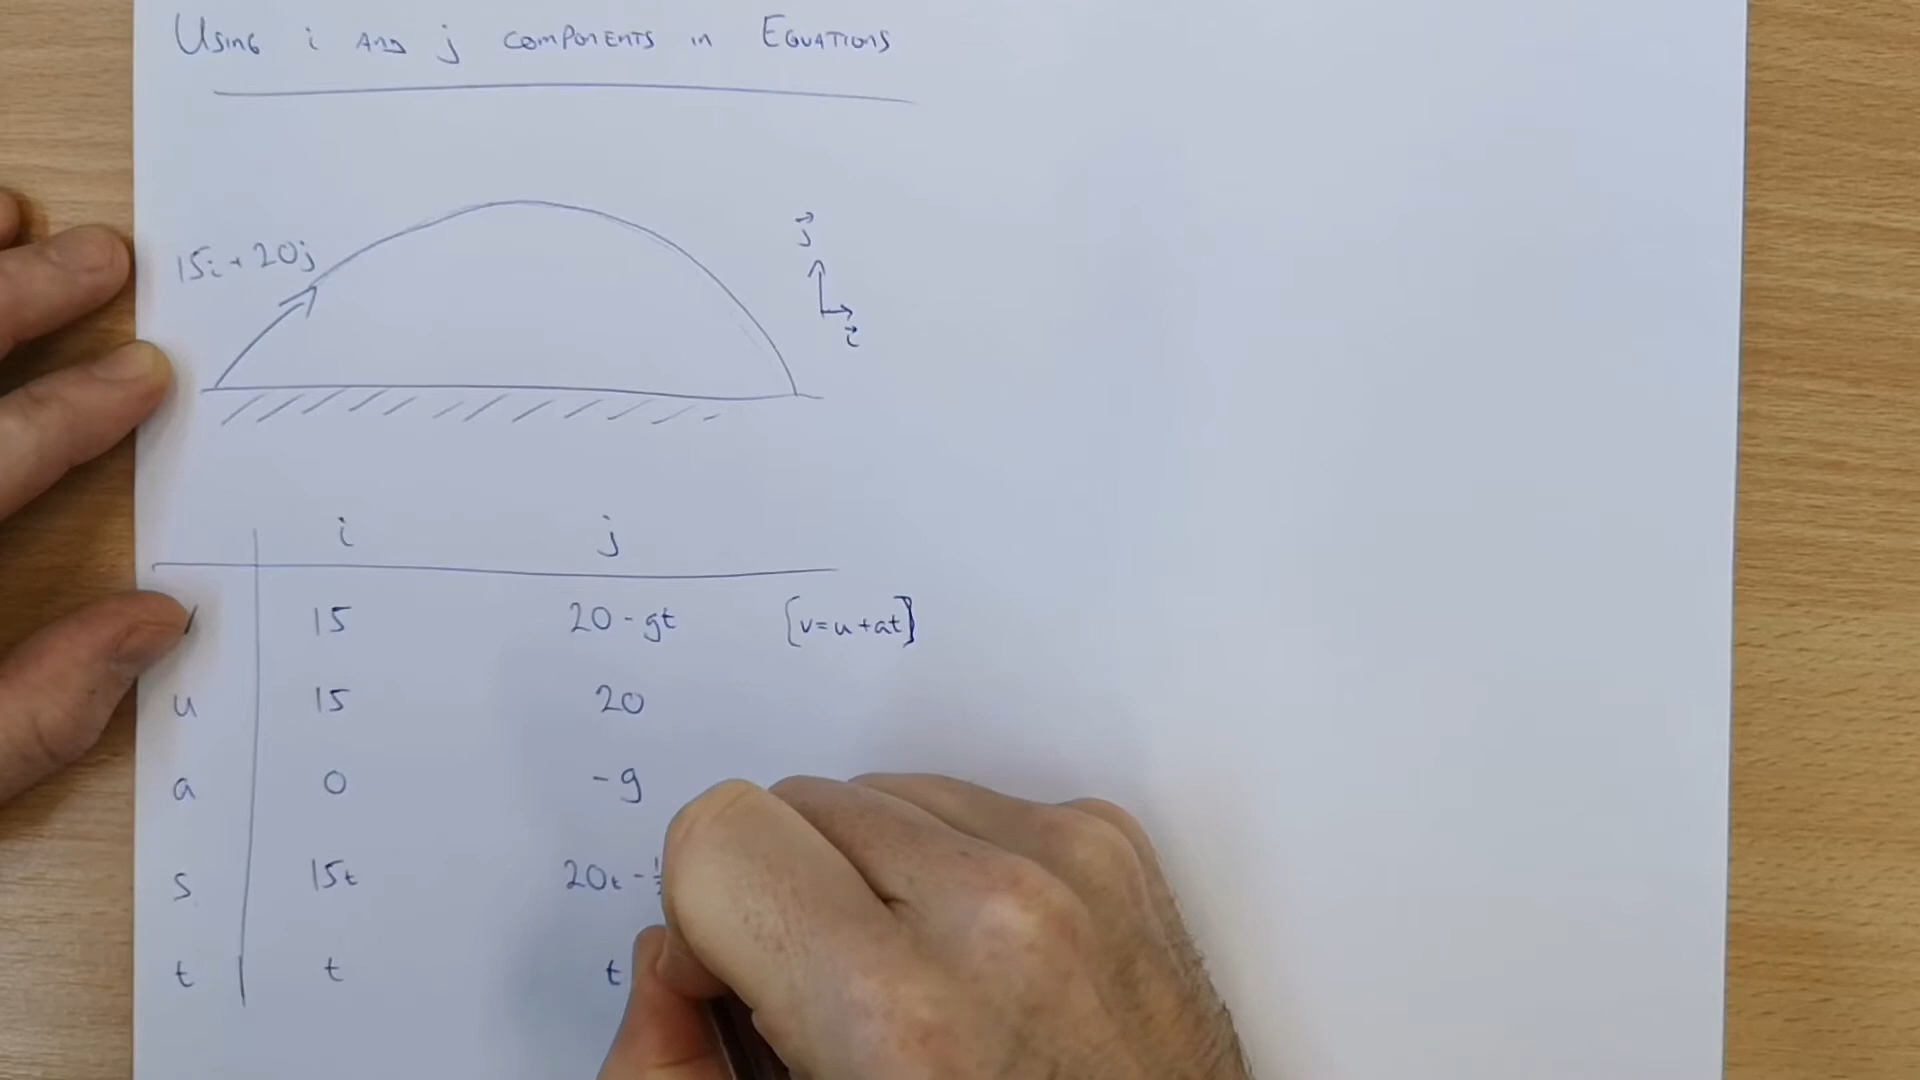 Using i and j components in Equations
j
15i + 20j
i
i j
15 20 - gt [v=u+at]
u 15 20
a 0 -g
s 15t 20t -
t t t